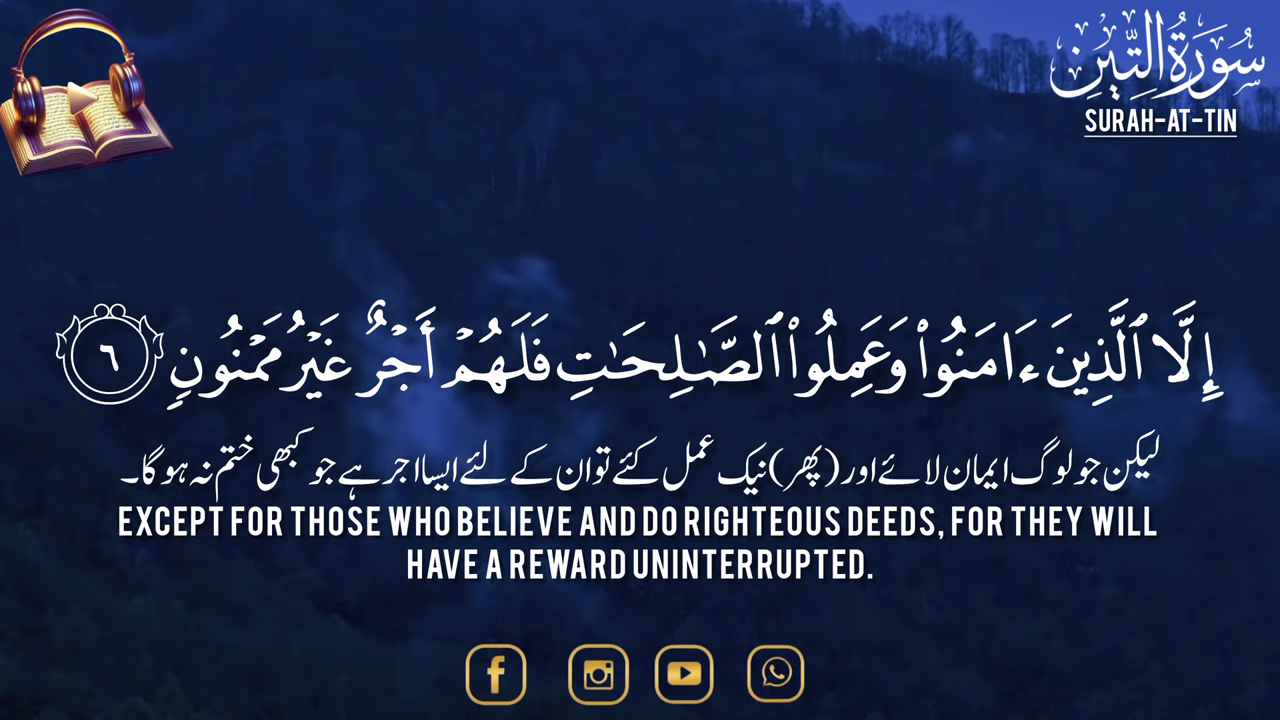 سُورَةُ التِّينِ
SURAH-AT-TIN
إِلَّا ٱلَّذِينَ ءَامَنُوا۟ وَعَمِلُوا۟ ٱلصَّـٰلِحَـٰتِ فَلَهُمْ أَجْرٌ غَيْرُ مَمْنُونٍ ٦
لیکن جو لوگ ایمان لائے اور (پھر) نیک عمل کئے تو ان کے لئے ایسا اجر ہے جو کبھی ختم نہ ہوگا۔
EXCEPT FOR THOSE WHO BELIEVE AND DO RIGHTEOUS DEEDS, FOR THEY WILL
HAVE A REWARD UNINTERRUPTED.